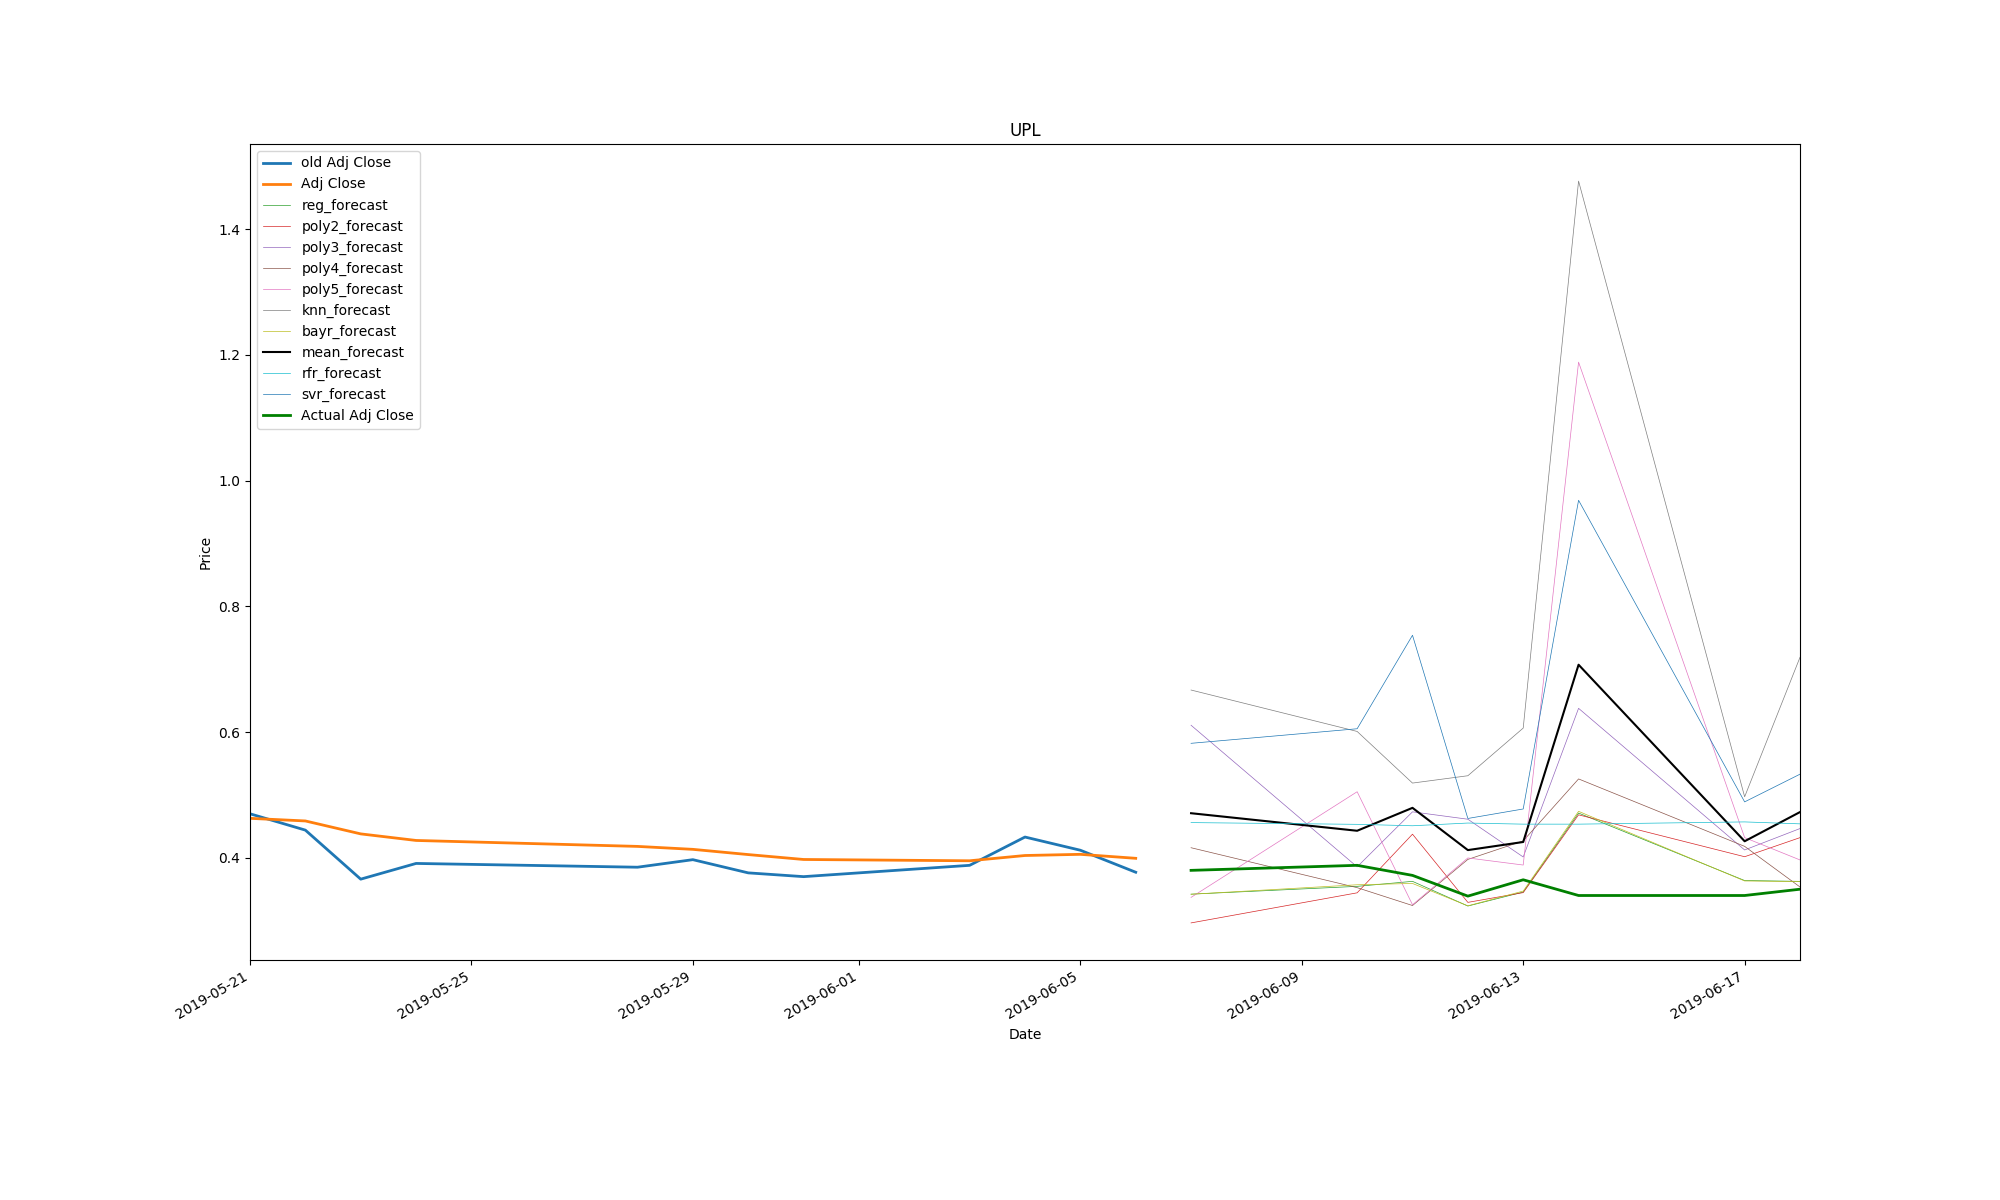 UPL
old Adj Close
Adj Close
reg_forecast
poly2_forecast
poly3_forecast
poly4_forecast
poly5_forecast
knn_forecast
bayr_forecast
mean_forecast
rfr_forecast
svr_forecast
Actual Adj Close
1.4
1.2
1.0
0.8
0.6
0.4
Price
2019-05-21
2019-05-25
2019-05-29
2019-06-01
2019-06-05
2019-06-09
2019-06-13
2019-06-17
Date